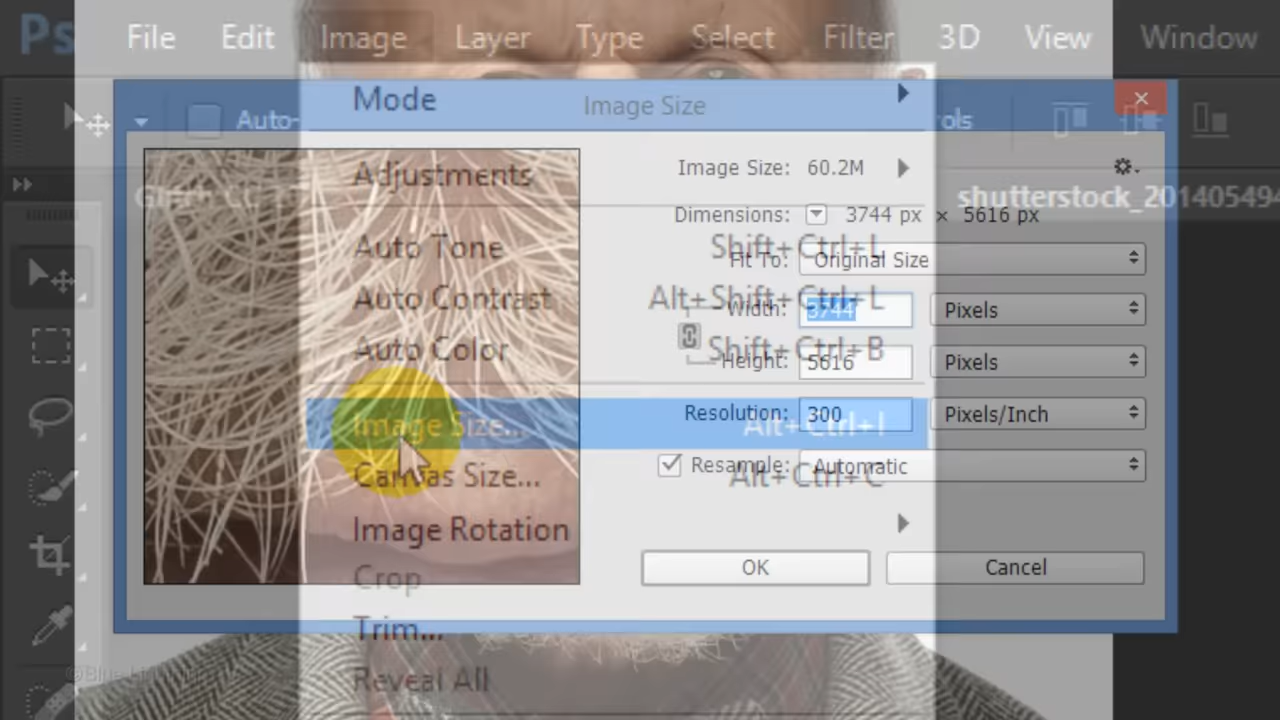 Ps File Edit Image Layer Type Select Filter 3D View Window
Mode
Image Size
Auto-
Image Size: 60.2M
Adjustments
shutterstock_20140549
Dimensions: 3744 px × 5616 px
Auto Tone Shift+Ctrl+L
Fit To: Original Size
Auto Contrast Alt+Shift+Ctrl+L
Width: 3744 Pixels
Auto Color Shift+Ctrl+B
Height: 5616 Pixels
Resolution: 300 Pixels/Inch
Image Size... Alt+Ctrl+I
Resample: Automatic
Canvas Size... Alt+Ctrl+C
Image Rotation
OK Cancel
Crop
Trim...
Reveal All